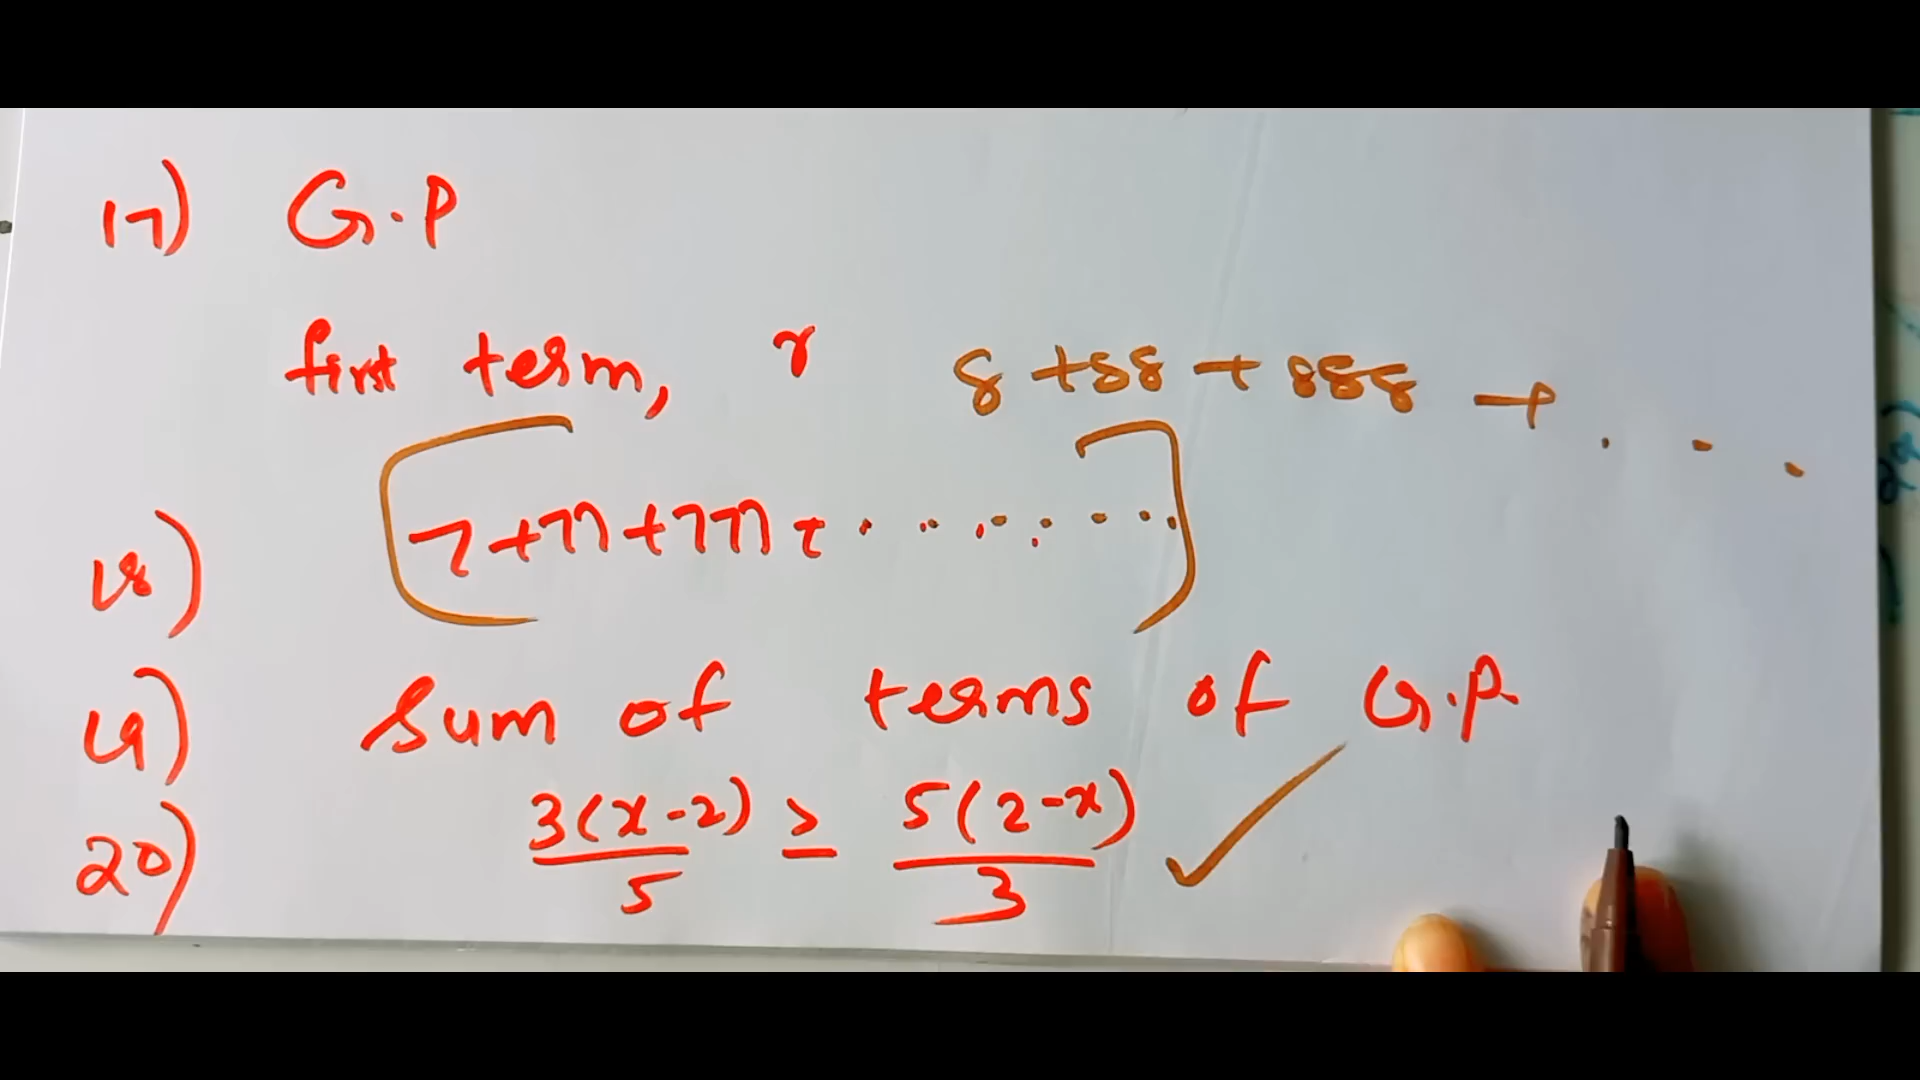 17) G.P
first term, r 8 + 88 + 888 + . . .
18) 7 + 77 + 777 + . . . . . . . .
19) Sum of terms of G.P.
20) 3(x-2)/5 ≥ 5(2-x)/3